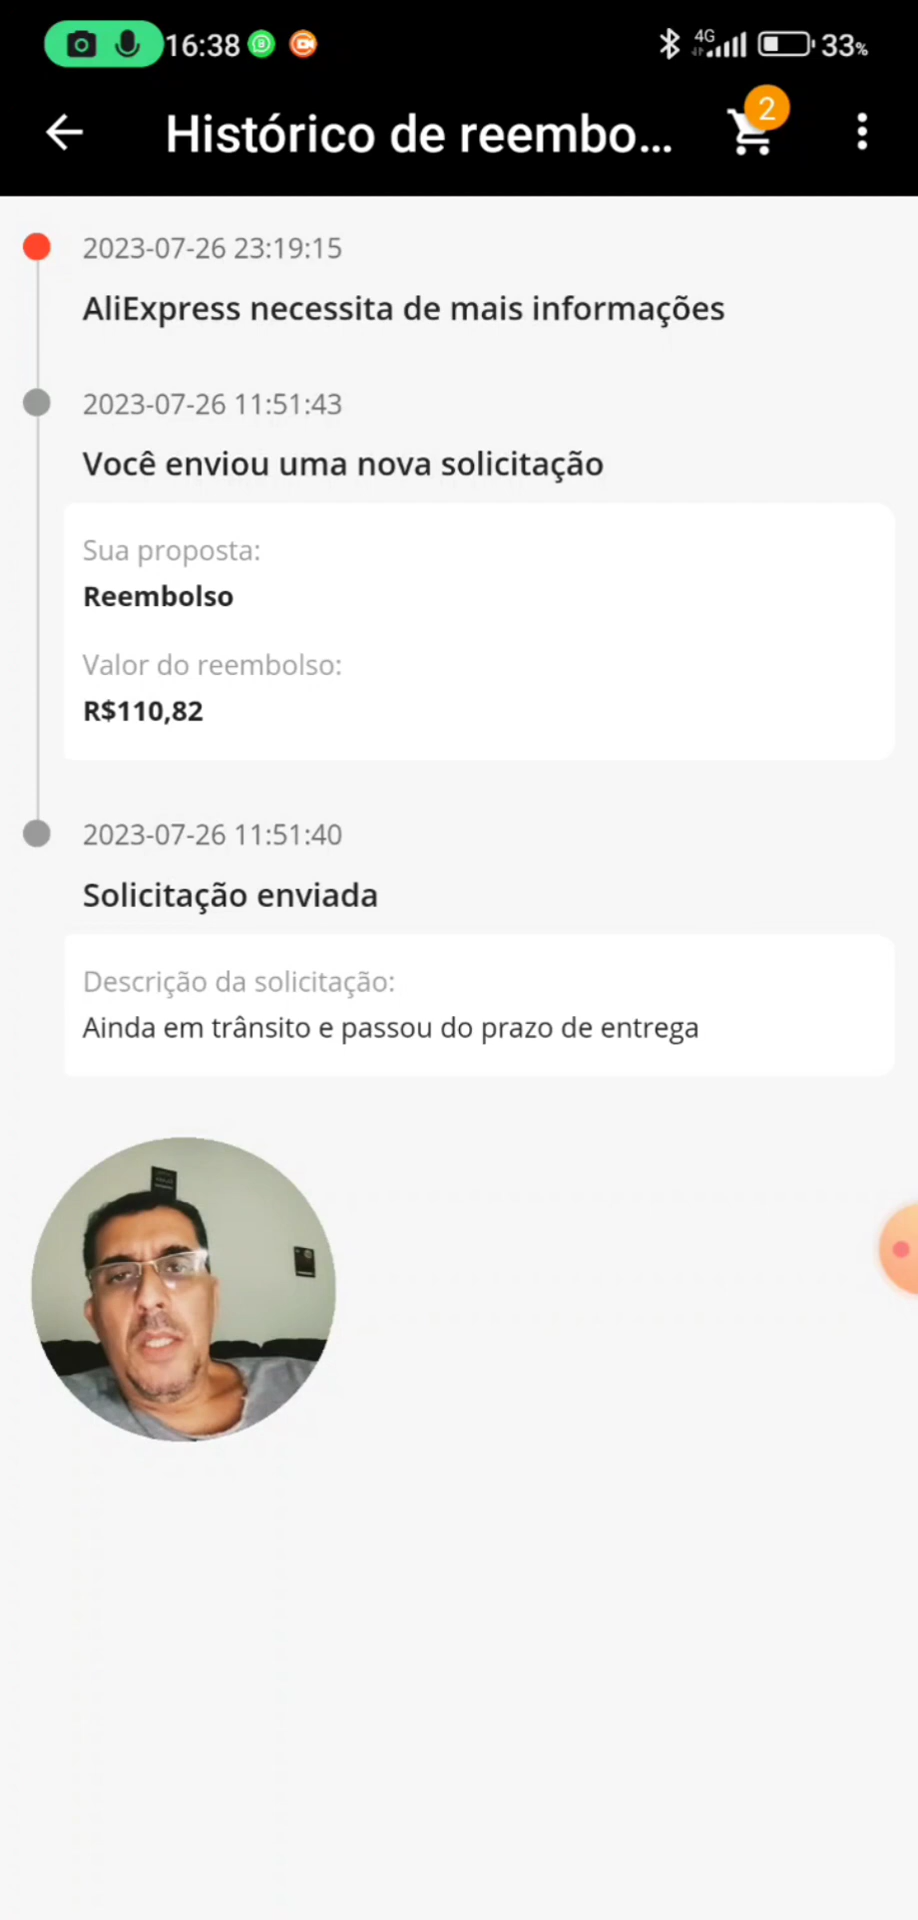 16:38
4G
33%
Histórico de reembo...
2
2023-07-26 23:19:15
AliExpress necessita de mais informações
2023-07-26 11:51:43
Você enviou uma nova solicitação
Sua proposta:
Reembolso
Valor do reembolso:
R$110,82
2023-07-26 11:51:40
Solicitação enviada
Descrição da solicitação:
Ainda em trânsito e passou do prazo de entrega